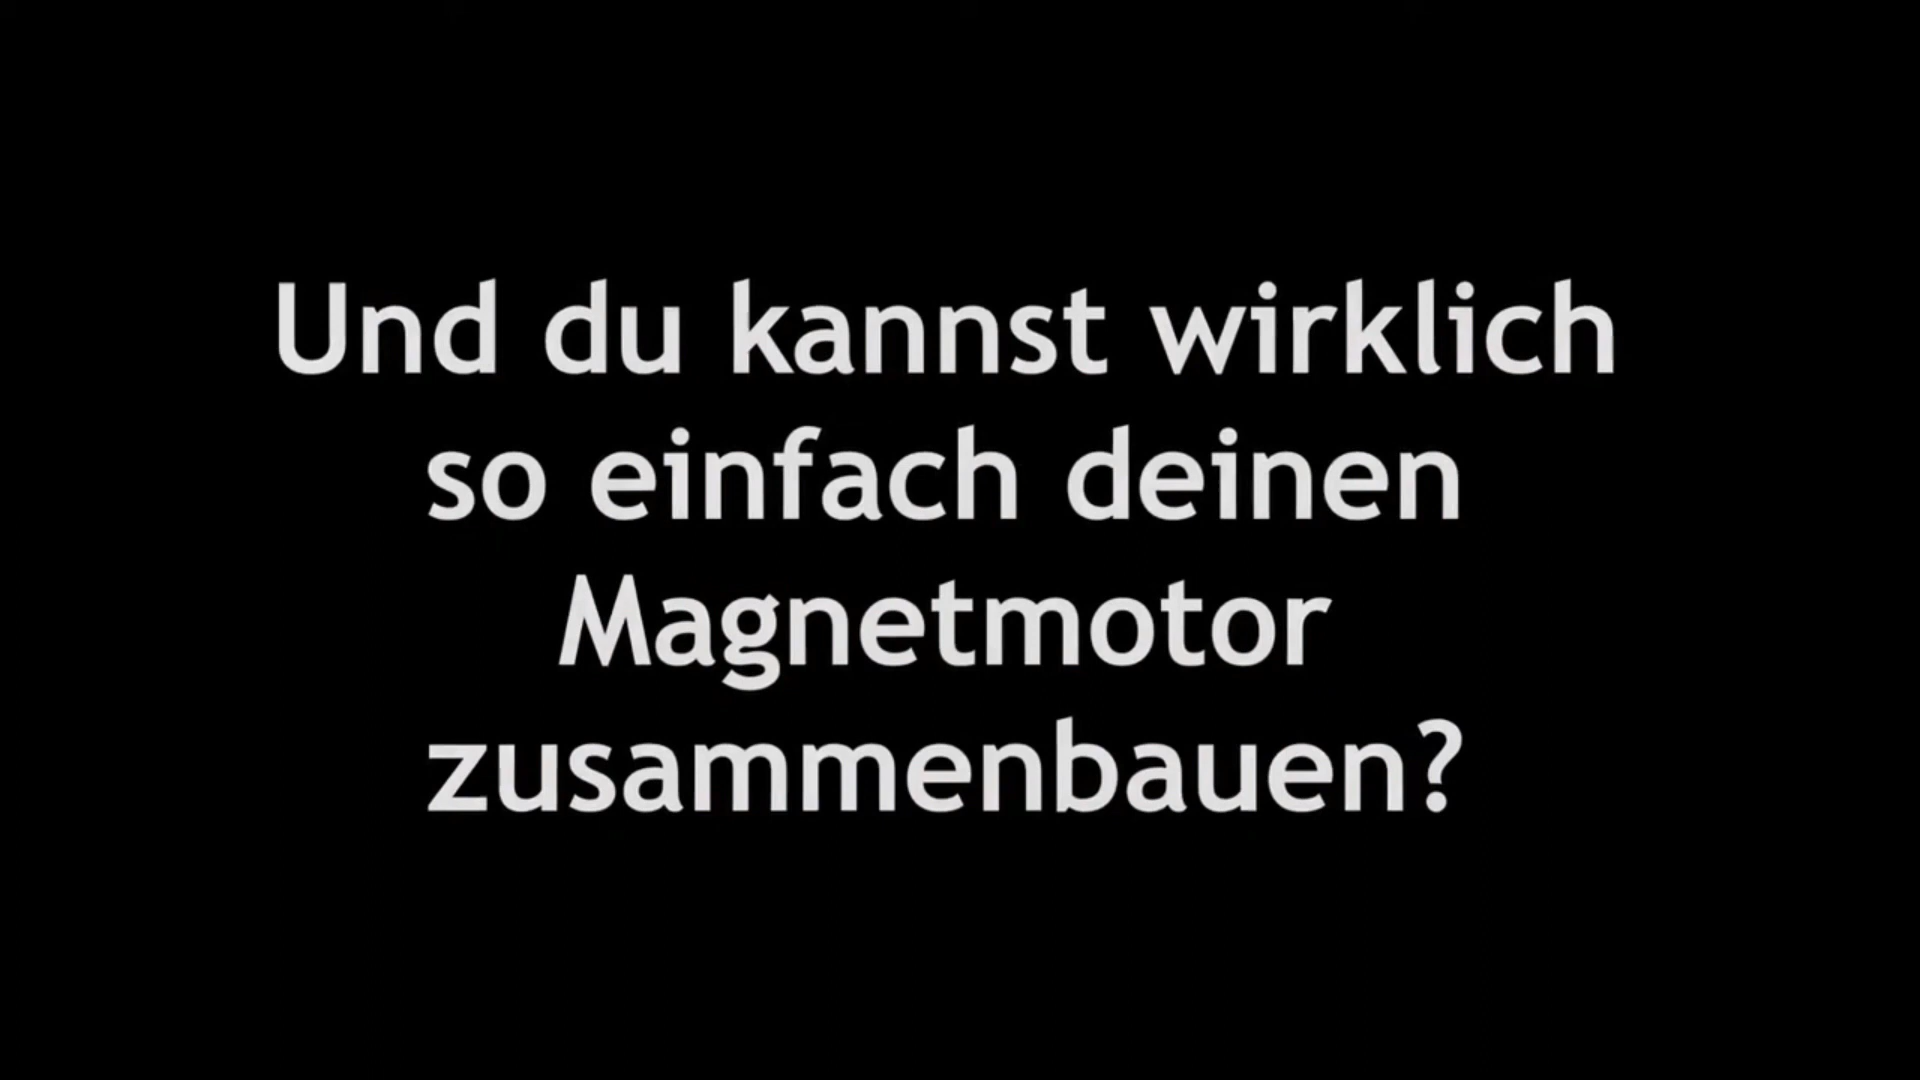 Und du kannst wirklich
so einfach deinen
Magnetmotor
zusammenbauen?